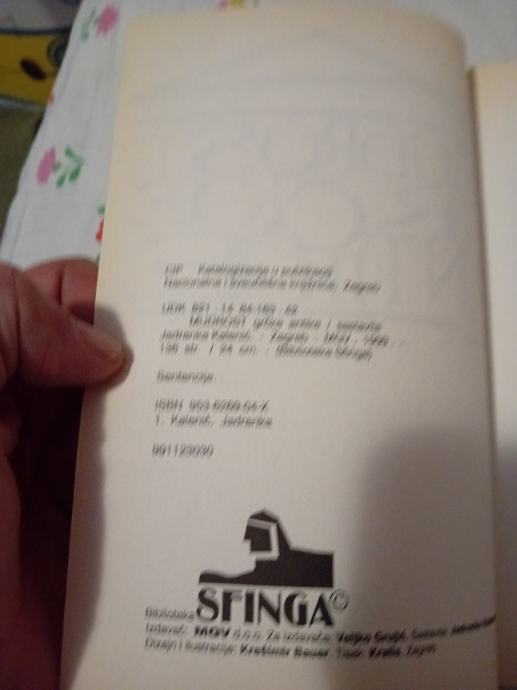 CIP - Katalogizacija u publikaciji
Nacionalna i sveučilišna knjižnica, Zagreb
UDK 821 . 14 84-163 . 42
MUDROST grčke antike / sastavila
Jadranka Kalenić. - Zagreb : MGV , 1999 . -
136 str. ; 24 cm. - (Biblioteka Sfinga)
Sentencije.
ISBN 953-6269-04-X
1. Kalenić, Jadranka
991123030
Biblioteka SFINGA©
Izdavač: MGV d.o.o. Za izdavača: Veljko
Dizajn i ilustracije: Krešimir Bauer. Tisak: Kratis, Zagreb